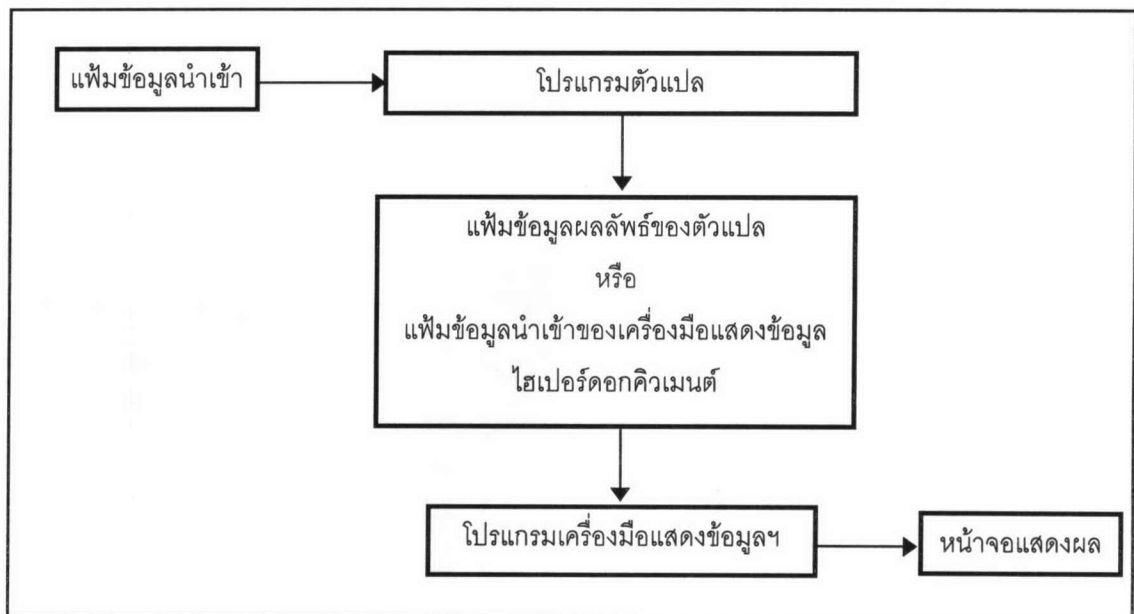 แฟ้มข้อมูลนำเข้า
โปรแกรมตัวแปล
แฟ้มข้อมูลผลลัพธ์ของตัวแปล
หรือ
แฟ้มข้อมูลนำเข้าของเครื่องมือแสดงข้อมูล
ไฮเปอร์ดอกคิวเมนต์
โปรแกรมเครื่องมือแสดงข้อมูลฯ
หน้าจอแสดงผล